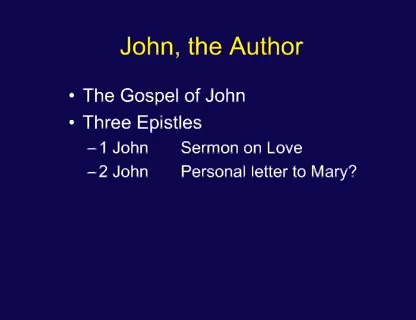 John, the Author
• The Gospel of John
• Three Epistles
– 1 John Sermon on Love
– 2 John Personal letter to Mary?